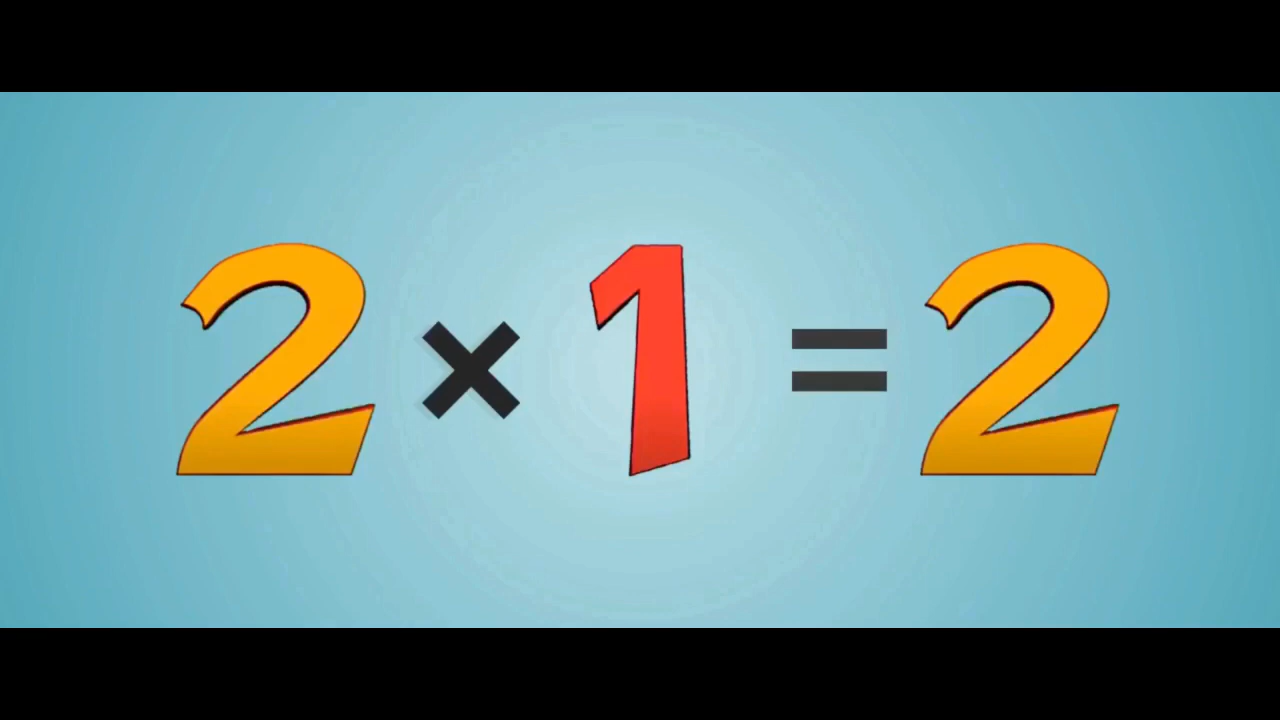 2 × 1 = 2